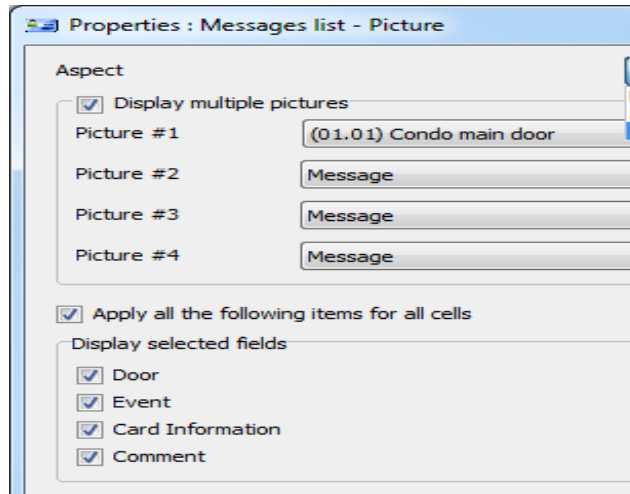 Properties : Messages list - Picture
Aspect
Display multiple pictures
Picture #1 (01.01) Condo main door
Picture #2 Message
Picture #3 Message
Picture #4 Message
Apply all the following items for all cells
Display selected fields
Door
Event
Card Information
Comment